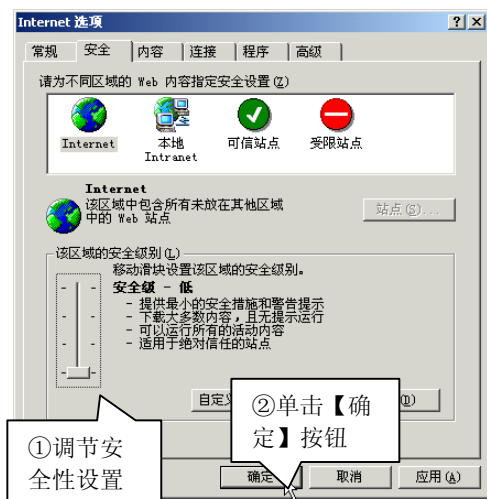 Internet 选项
常规 安全 内容 连接 程序 高级
请为不同区域的 Web 内容指定安全设置(Z)
Internet 本地 可信站点 受限站点
Intranet
Internet
该区域中包含所有未放在其他区域
中的 Web 站点
站点(S)...
该区域的安全级别(L)
移动滑块设置该区域的安全级别。
安全级 - 低
- 提供最小的安全措施和警告提示
- 下载大多数内容，且无提示运行
- 可以运行所有的活动内容
- 适用于绝对信任的站点
自定义
(D)
②单击【确
定】按钮
①调节安
全性设置
确定 取消 应用(A)